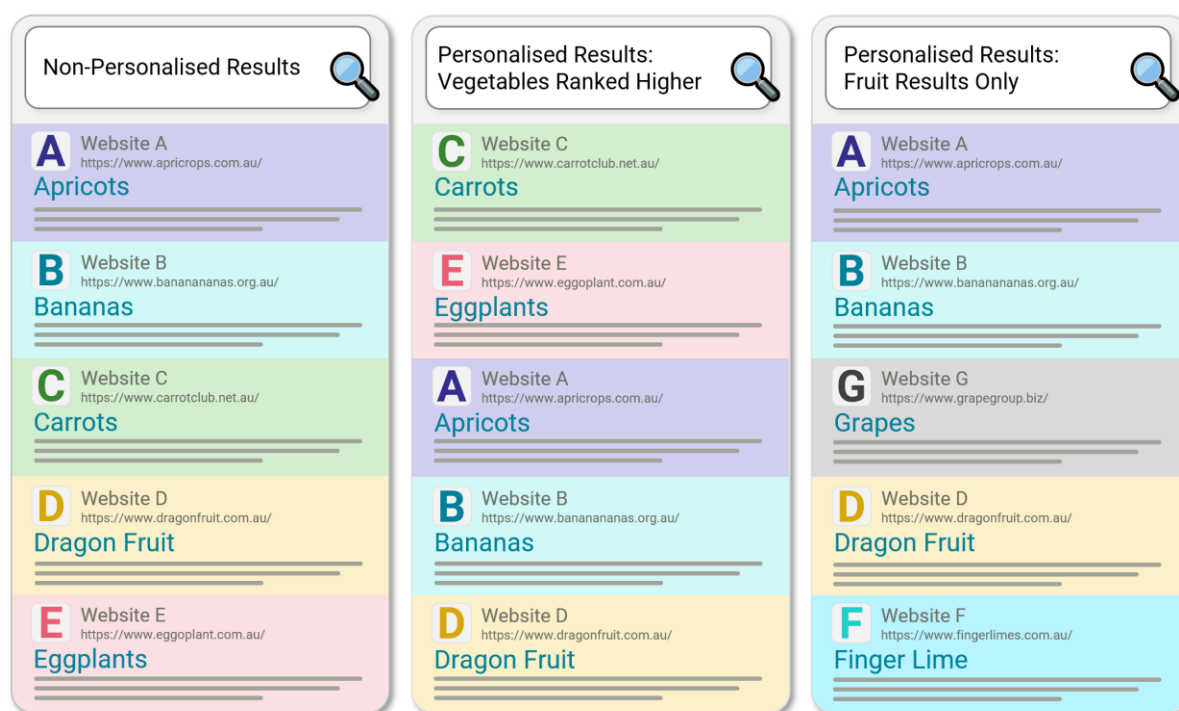 Non-Personalised Results
A
Website A
https://www.apricrops.com.au/
Apricots
B
Website B
https://www.banarananas.org.au/
Bananas
C
Website C
https://www.carrotclub.net.au/
Carrots
D
Website D
https://www.dragonfruit.com.au/
Dragon Fruit
E
Website E
https://www.eggoplant.com.au/
Eggplants
Personalised Results:
Vegetables Ranked Higher
C
Website C
https://www.carrotclub.net.au/
Carrots
E
Website E
https://www.eggoplant.com.au/
Eggplants
A
Website A
https://www.apricrops.com.au/
Apricots
B
Website B
https://www.banarananas.org.au/
Bananas
D
Website D
https://www.dragonfruit.com.au/
Dragon Fruit
Personalised Results:
Fruit Results Only
A
Website A
https://www.apricrops.com.au/
Apricots
B
Website B
https://www.banarananas.org.au/
Bananas
G
Website G
https://www.grapegroup.biz/
Grapes
D
Website D
https://www.dragonfruit.com.au/
Dragon Fruit
F
Website F
https://www.fingerlimes.com.au/
Finger Lime